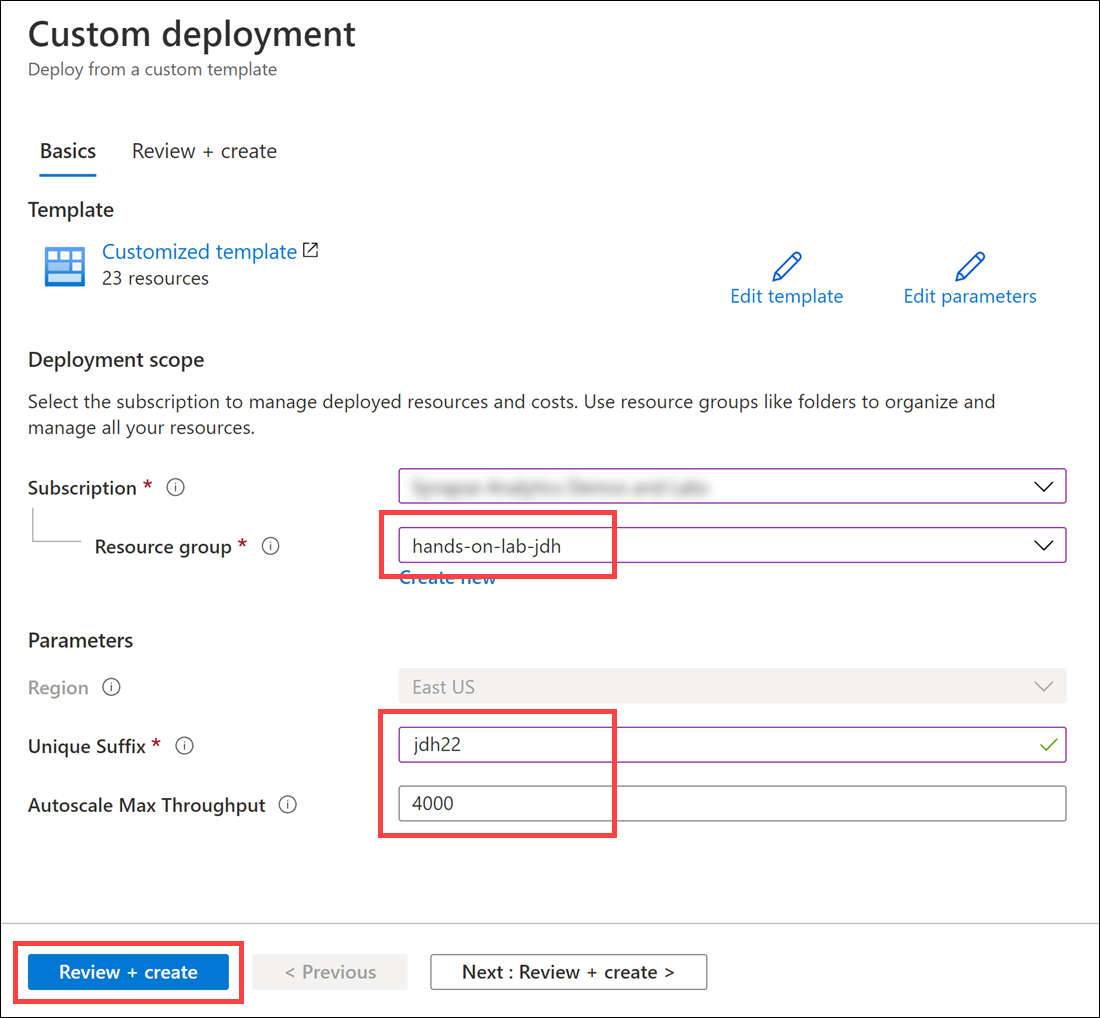 Custom deployment
Deploy from a custom template
Basics Review + create
Template
Customized template
23 resources
Edit template Edit parameters
Deployment scope
Select the subscription to manage deployed resources and costs. Use resource groups like folders to organize and
manage all your resources.
Subscription *
Resource group * hands-on-lab-jdh
Create new
Parameters
Region East US
Unique Suffix * jdh22
Autoscale Max Throughput 4000
Review + create < Previous Next : Review + create >